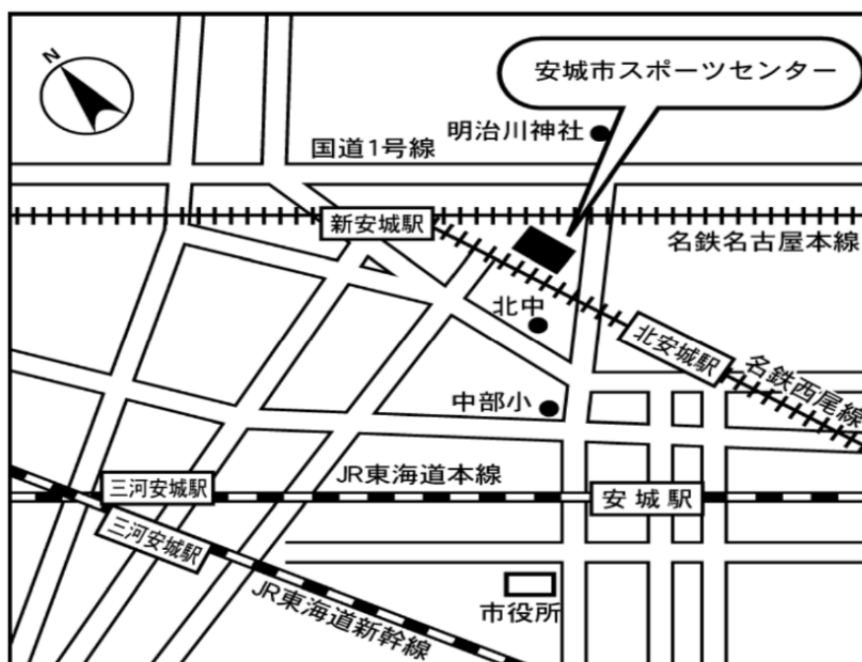 N
安城市スポーツセンター
明治川神社
国道1号線
新安城駅
名鉄名古屋本線
北中
北安城駅
名鉄西尾線
中部小
JR東海道本線
三河安城駅
安城駅
三河安城駅
JR東海道新幹線
市役所